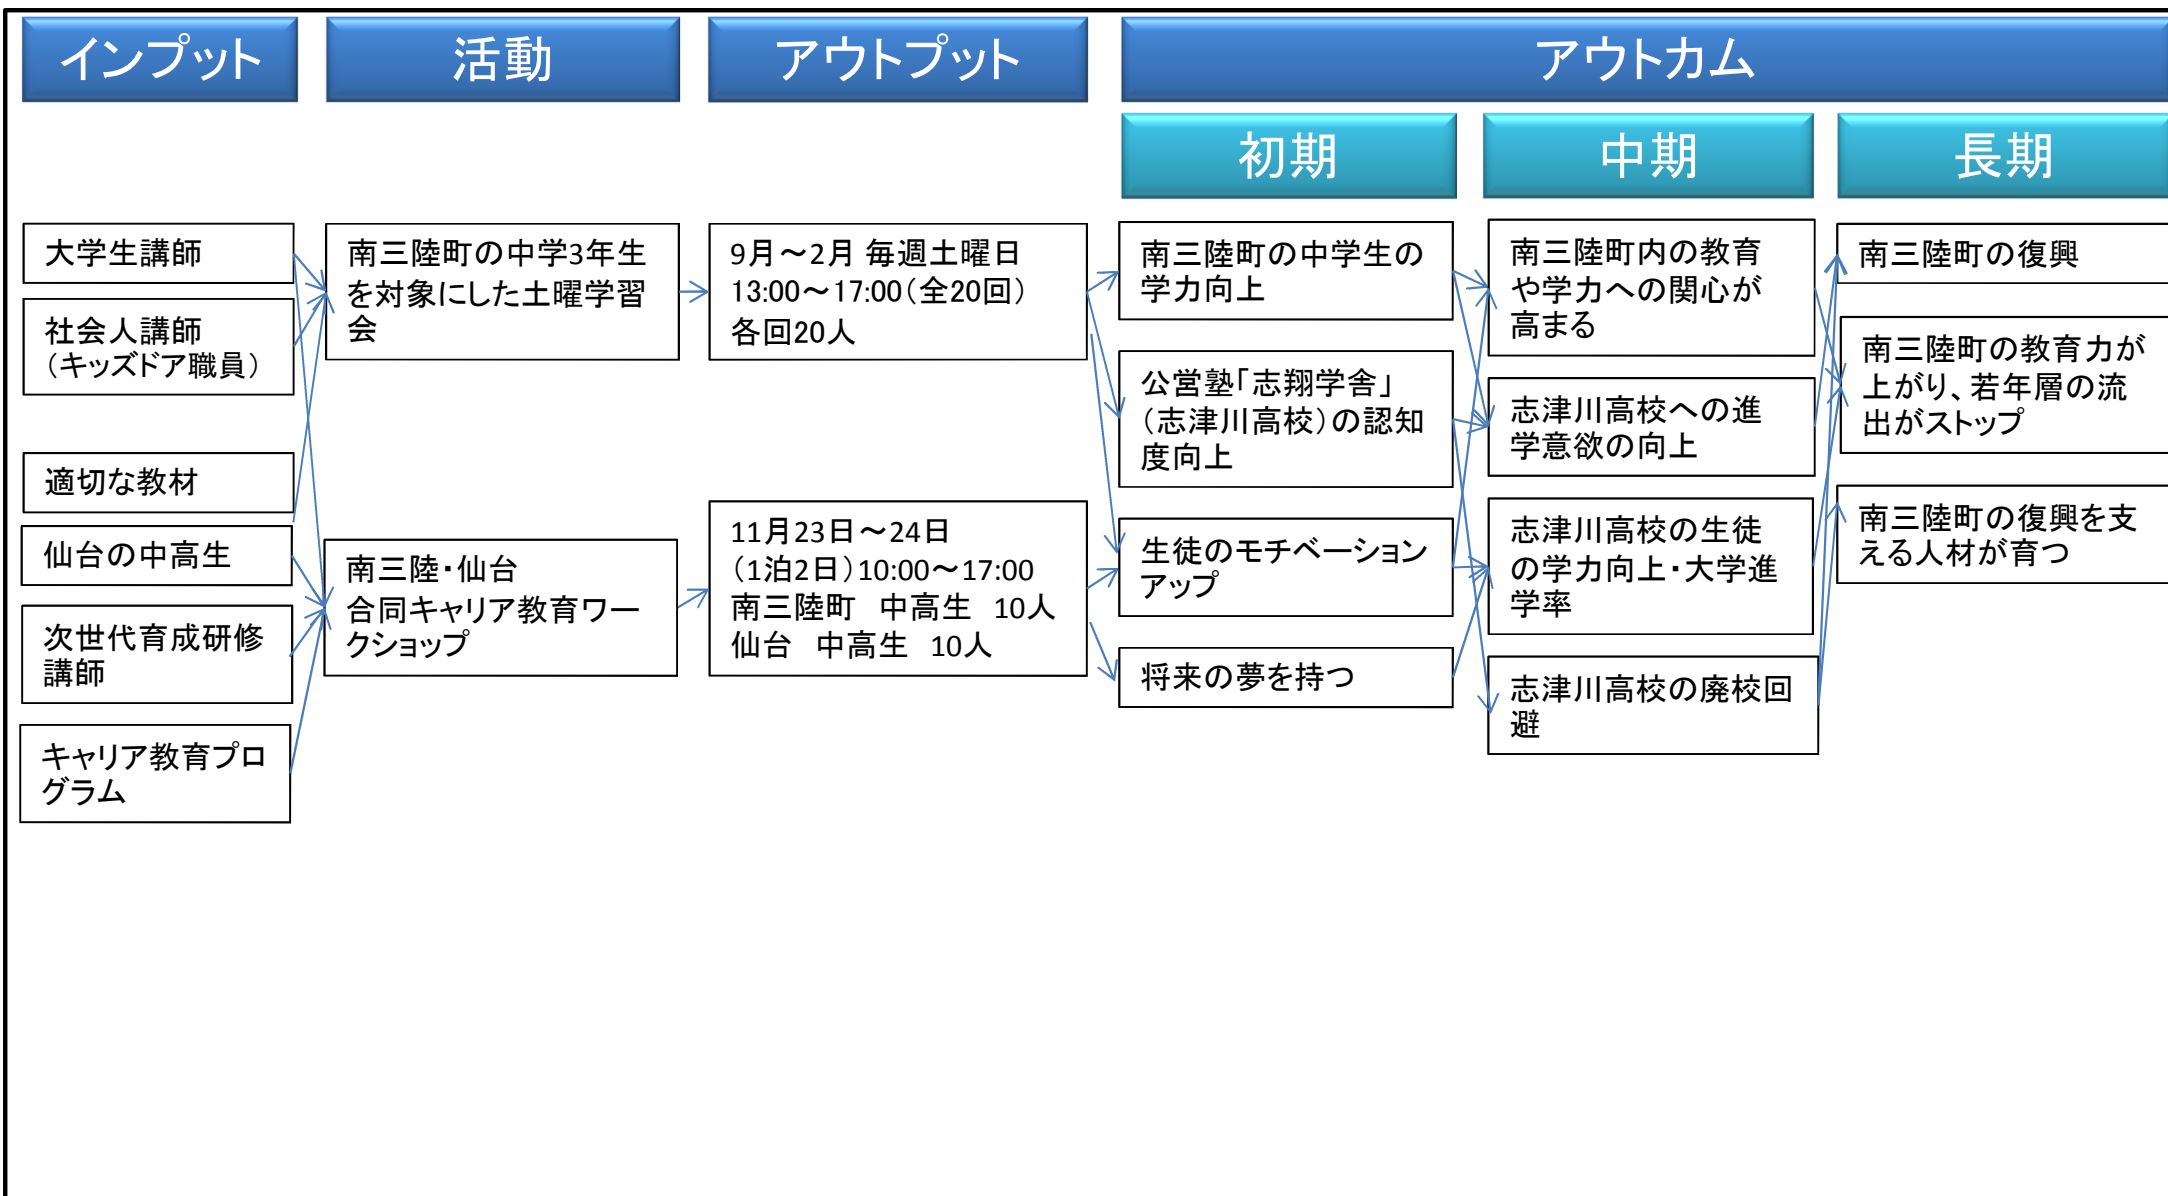 インプット
活動
アウトプット
アウトカム
初期
中期
長期
大学生講師
社会人講師
（キッズドア職員）
適切な教材
仙台の中高生
次世代育成研修
講師
キャリア教育プロ
グラム
南三陸町の中学3年生
を対象にした土曜学習
会
南三陸・仙台
合同キャリア教育ワー
クショップ
9月～2月 毎週土曜日
13:00～17:00（全20回）
各回20人
11月23日～24日
（1泊2日）10:00～17:00
南三陸町　中高生　10人
仙台　中高生　10人
南三陸町の中学生の
学力向上
公営塾「志翔学舎」
（志津川高校）の認知
度向上
生徒のモチベーション
アップ
将来の夢を持つ
南三陸町内の教育
や学力への関心が
高まる
志津川高校への進
学意欲の向上
志津川高校の生徒
の学力向上・大学進
学率
志津川高校の廃校回
避
南三陸町の復興
南三陸町の教育力が
上がり、若年層の流
出がストップ
南三陸町の復興を支
える人材が育つ